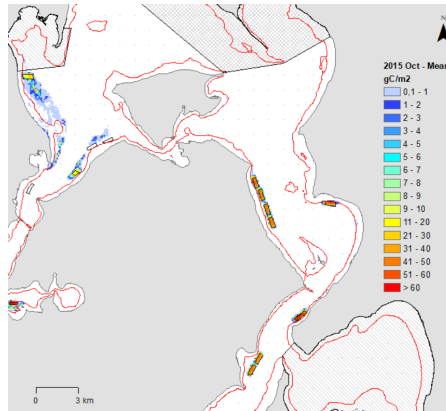 N
2015 Oct - Mean
gC/m2
0,1 - 1
1 - 2
2 - 3
3 - 4
4 - 5
5 - 6
6 - 7
7 - 8
8 - 9
9 - 10
11 - 20
21 - 30
31 - 40
41 - 50
51 - 60
> 60
0 3 km